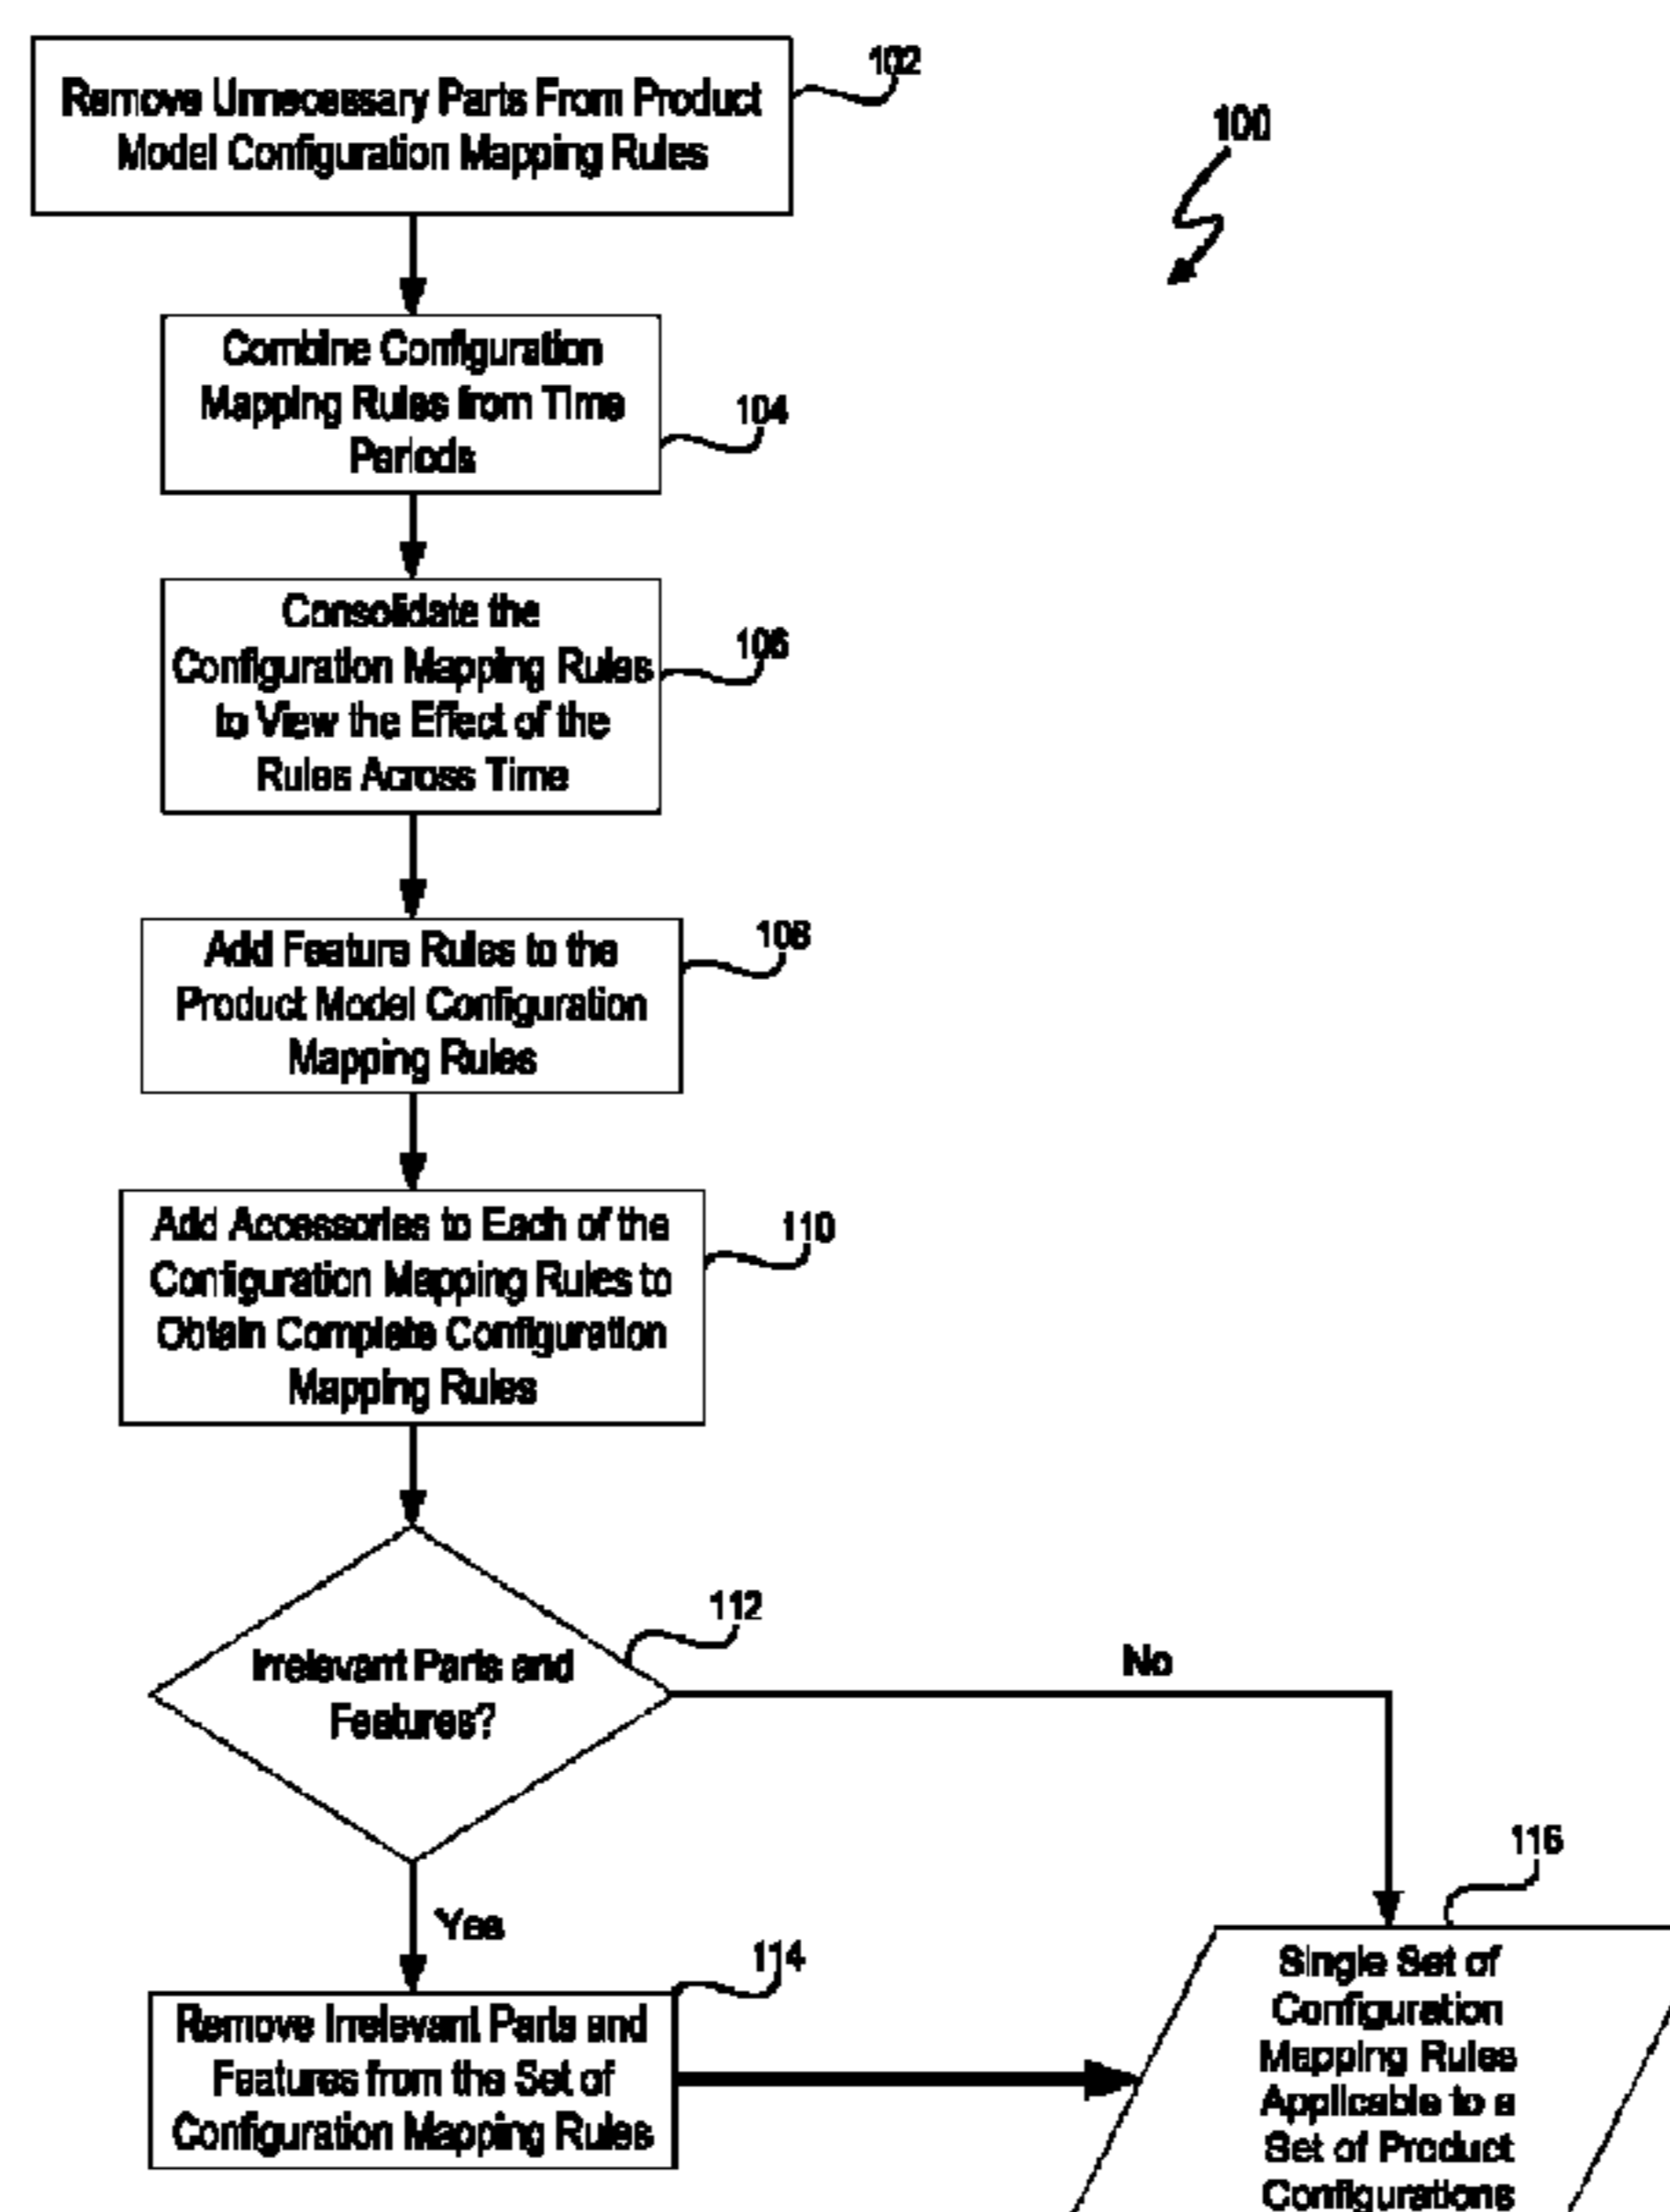 102
Remove Unnecessary Parts From Product
Model Configuration Mapping Rules
100
Combine Configuration
Mapping Rules from Time
Periods
104
Consolidate the
Configuration Mapping Rules
to View the Effect of the
Rules Across Time
106
Add Feature Rules to the
Product Model Configuration
Mapping Rules
108
Add Accessories to Each of the
Configuration Mapping Rules to
Obtain Complete Configuration
Mapping Rules
110
Irrelevant Parts and
Features?
112
No
Yes
114
Remove Irrelevant Parts and
Features from the Set of
Configuration Mapping Rules
116
Single Set of
Configuration
Mapping Rules
Applicable to a
Set of Product
Configurations